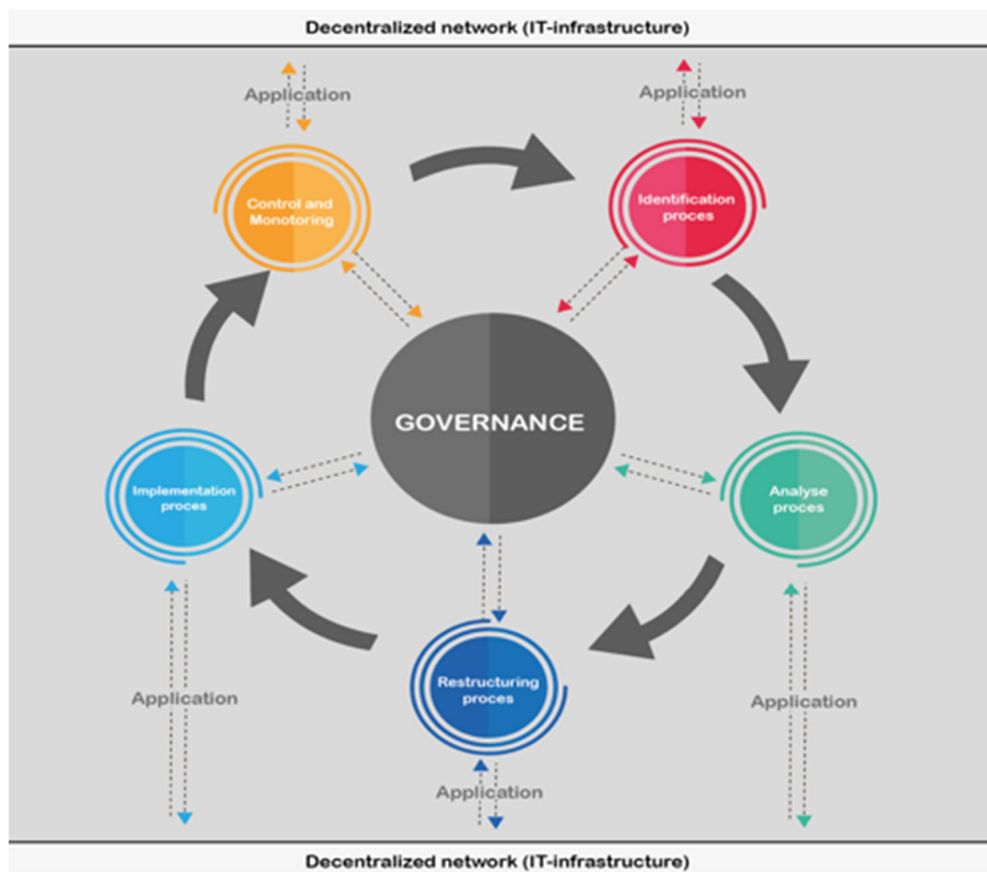 Decentralized network (IT-infrastructure)
Application
Application
Control and
Monotoring
Identification
proces
GOVERNANCE
Implementation
proces
Analyse
proces
Restructuring
proces
Application
Application
Application
Decentralized network (IT-infrastructure)